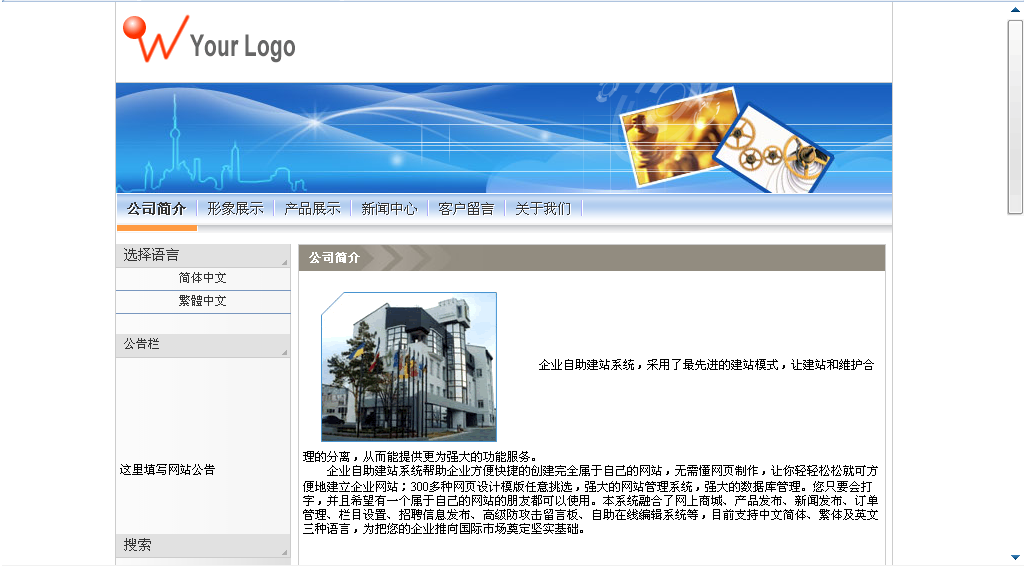 Your Logo
公司简介
形象展示
产品展示
新闻中心
客户留言
关于我们
选择语言
简体中文
繁體中文
公告栏
这里填写网站公告
搜索
公司简介
企业自助建站系统，采用了最先进的建站模式，让建站和维护合
理的分离，从而能提供更为强大的功能服务。
企业自助建站系统帮助企业方便快捷的创建完全属于自己的网站，无需懂网页制作，让你轻轻松松就可方
便地建立企业网站；300多种网页设计模版任意挑选，强大的网站管理系统，强大的数据库管理。您只要会打
字，并且希望有一个属于自己的网站的朋友都可以使用。本系统融合了网上商城、产品发布、新闻发布、订单
管理、栏目设置、招聘信息发布、高级防攻击留言板、自助在线编辑系统等，目前支持中文简体、繁体及英文
三种语言，为把您的企业推向国际市场奠定坚实基础。